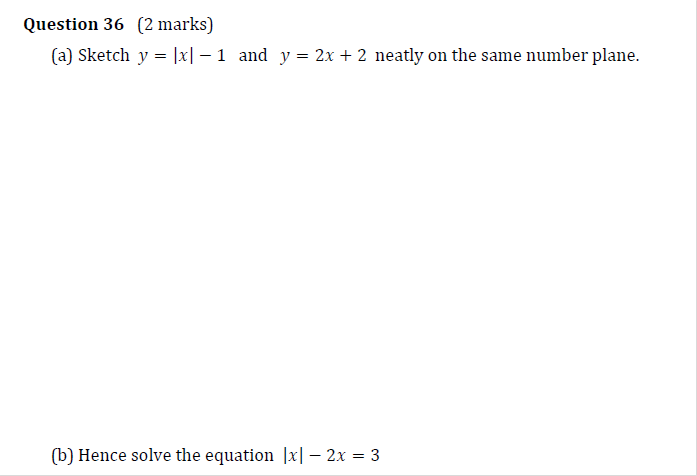 Question 36 (2 marks)
(a) Sketch y = |x| − 1 and y = 2x + 2 neatly on the same number plane.
(b) Hence solve the equation |x| − 2x = 3